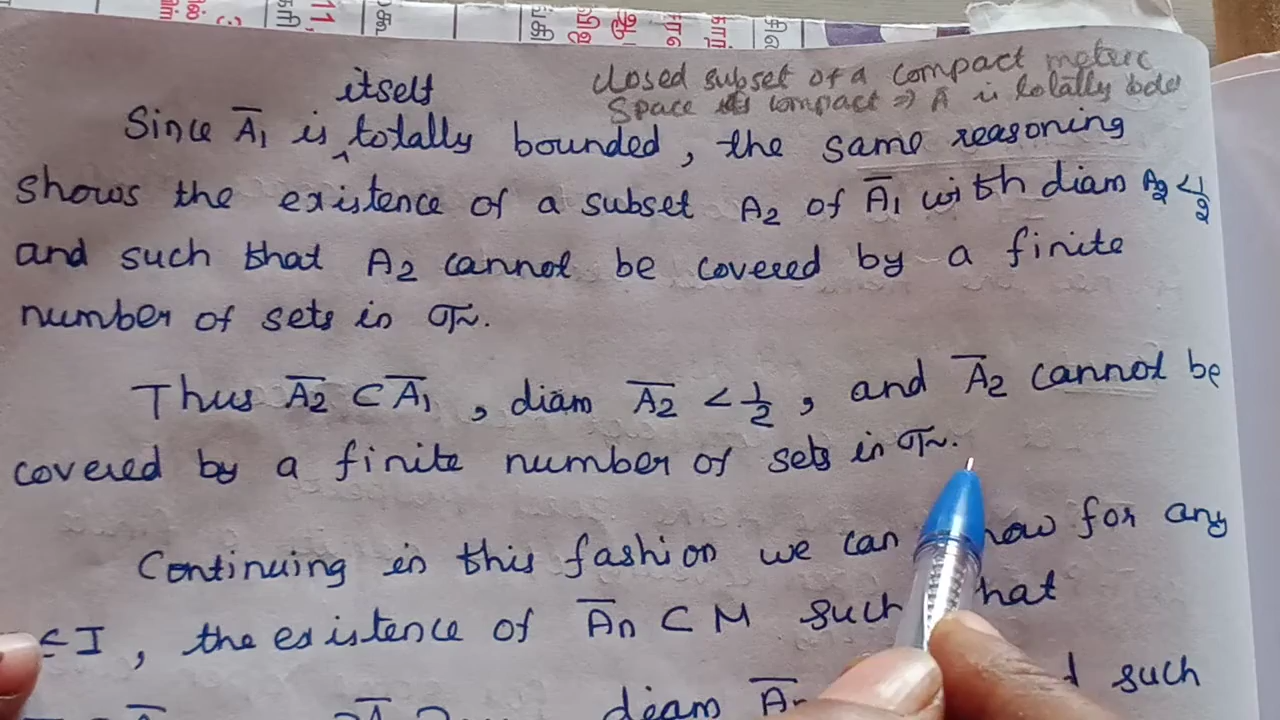 closed subset of a compact metric
space is compact ⇒ Ā is totally bdd
itself
Since Ā₁ is ‸ totally bounded, the same reasoning
shows the existence of a subset A₂ of Ā₁ with diam A₂ < 1/2
and such that A₂ cannot be covered by a finite
number of sets in
Thus Ā₂ ⊂ Ā₁, diam Ā₂ < 1/2, and Ā₂ cannot be
covered by a finite number of sets in
Continuing in this fashion we can for any
∈ I, the existence of Ān ⊂ M such
diam such